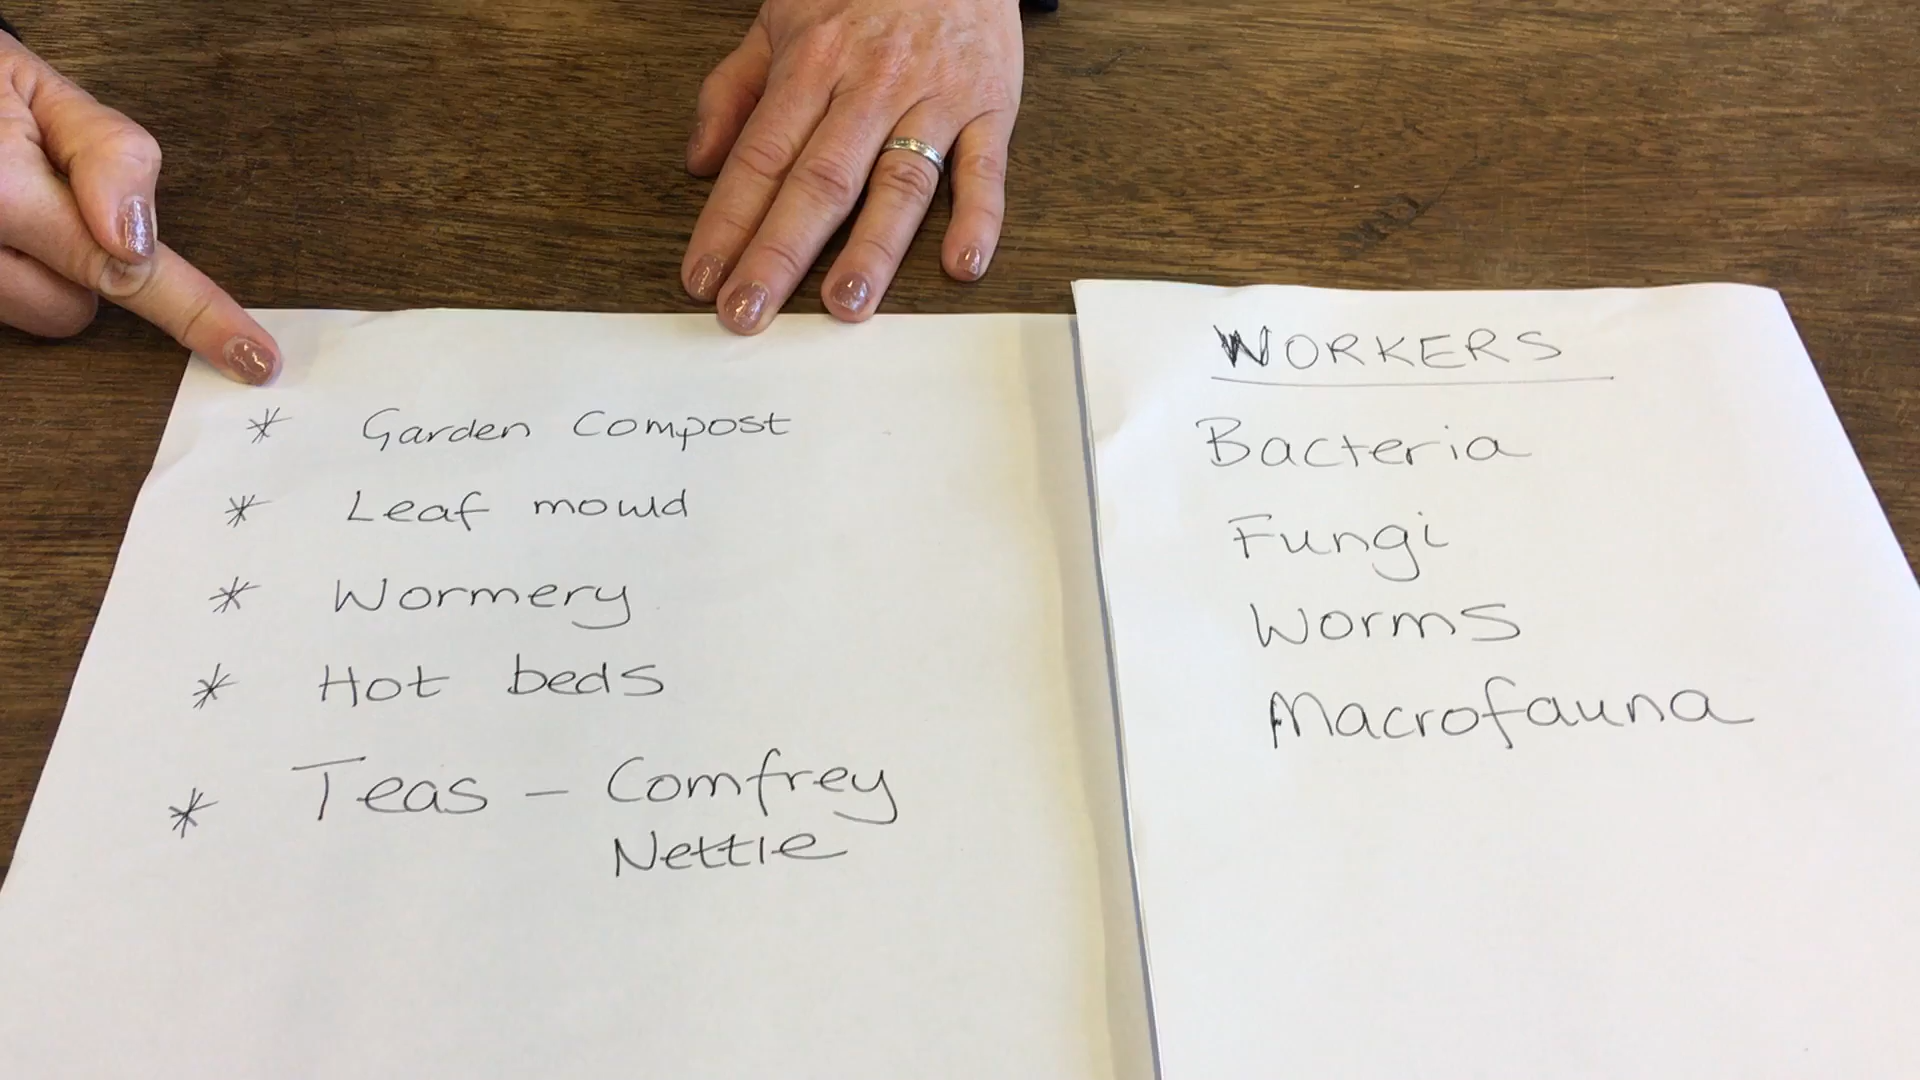 * Garden Compost
* Leaf mould
* Wormery
* Hot beds
* Teas - Comfrey
Nettle
WORKERS
Bacteria
Fungi
Worms
Macrofauna